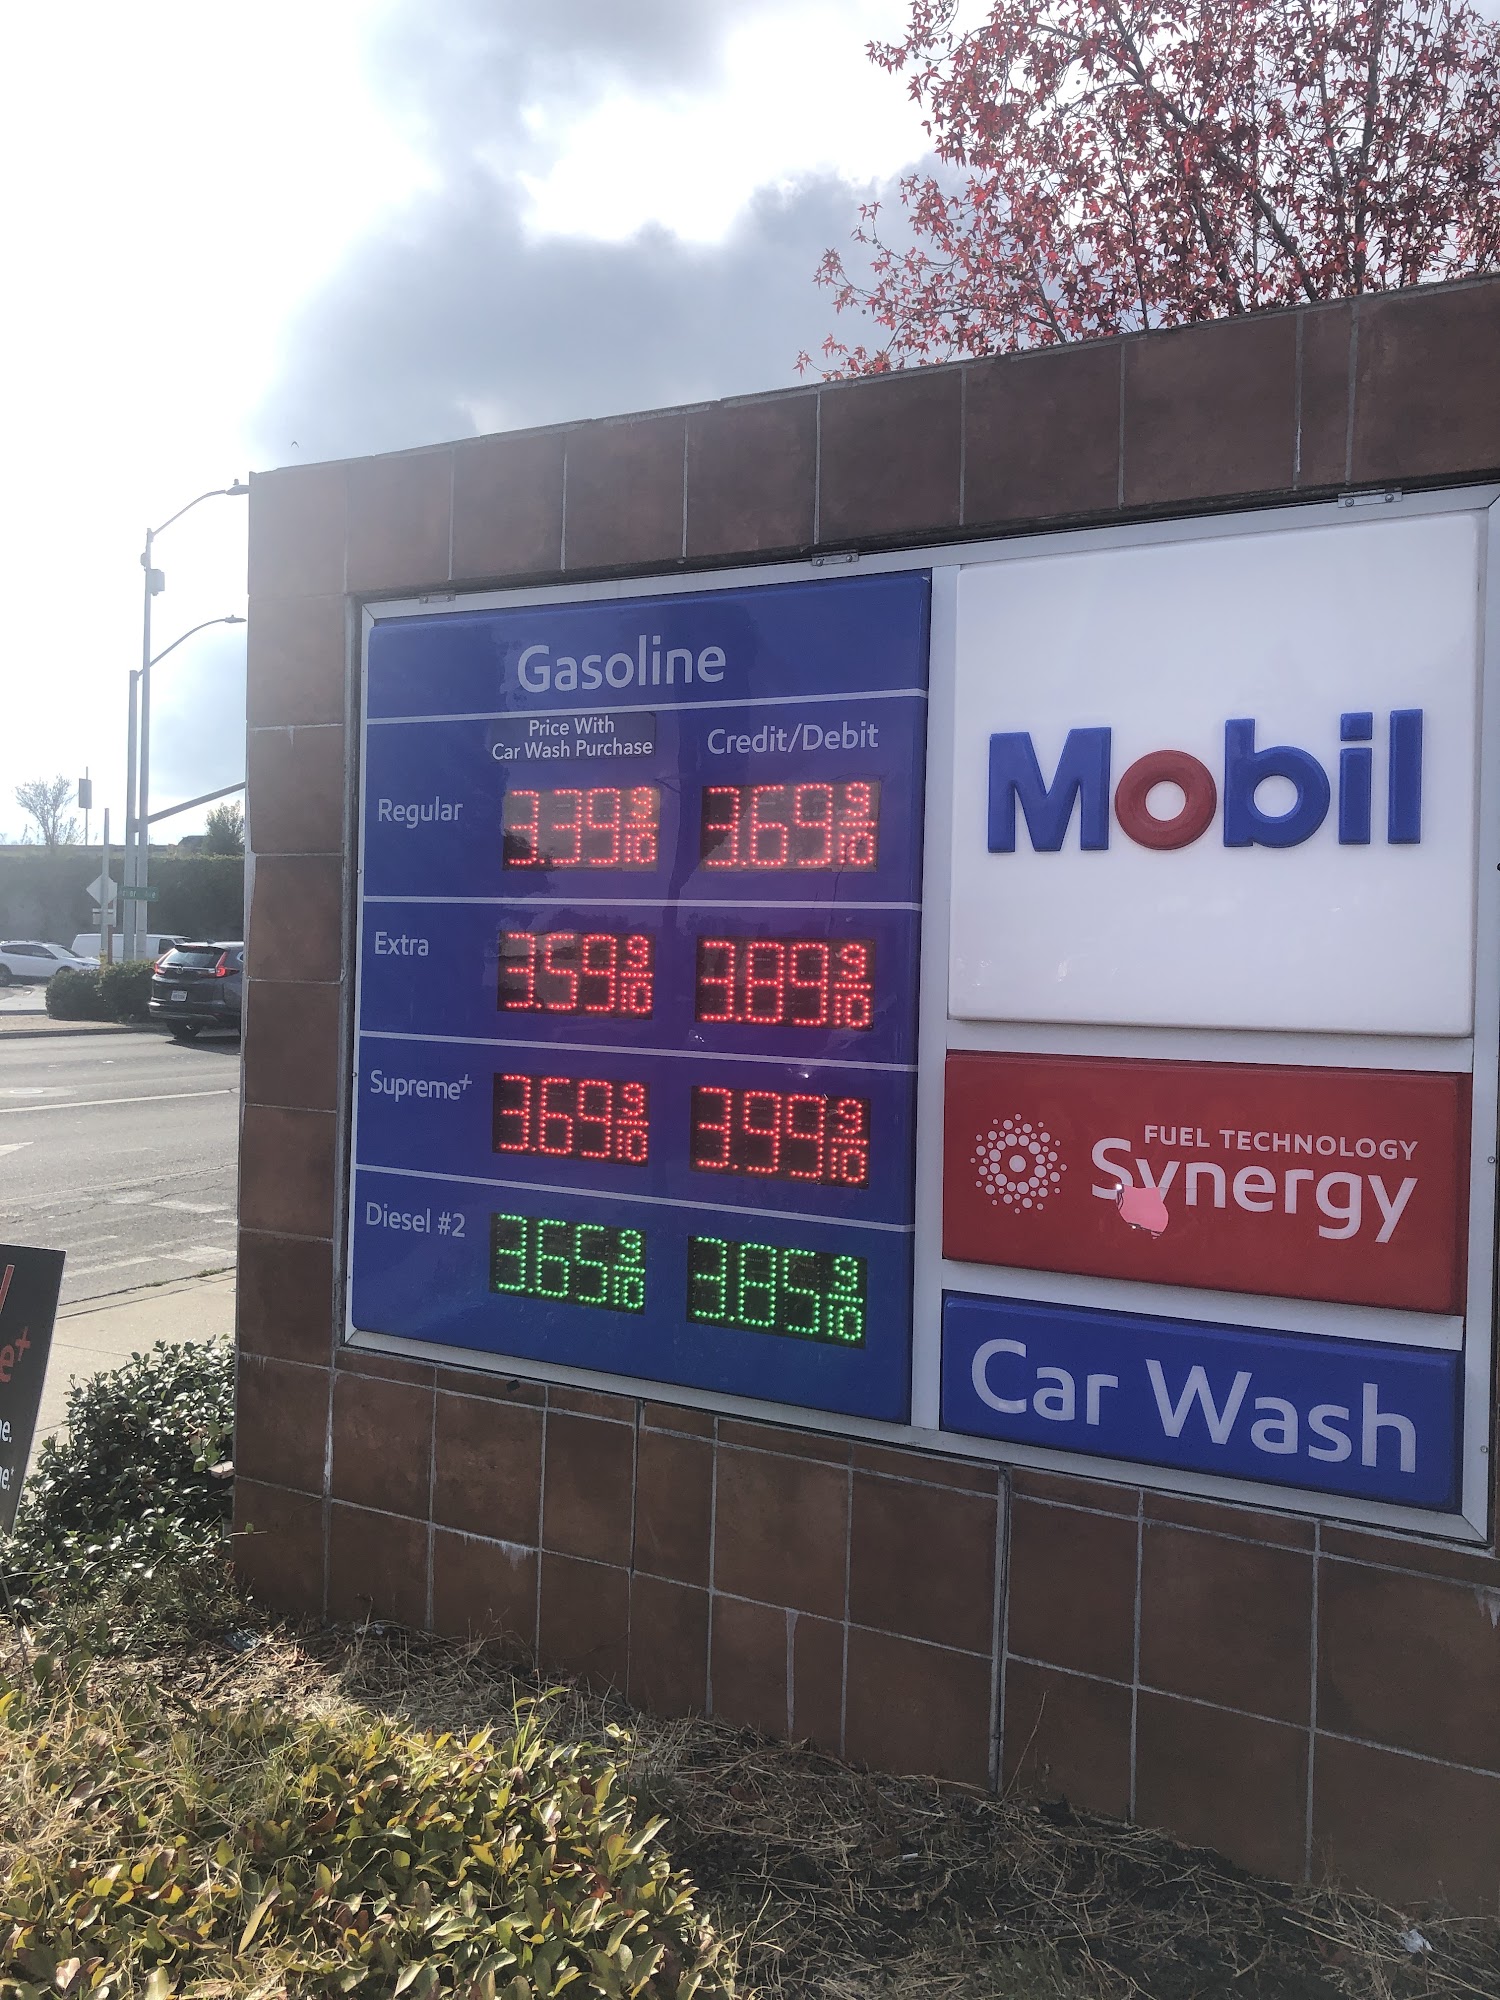 Gasoline
Price With
Car Wash Purchase
Credit/Debit
Regular 3.39 9/10 3.69 9/10
Extra 3.59 9/10 3.89 9/10
Supreme+ 3.69 9/10 3.99 9/10
Diesel #2 3.65 9/10 3.85 9/10
Mobil
FUEL TECHNOLOGY
Synergy
Car Wash